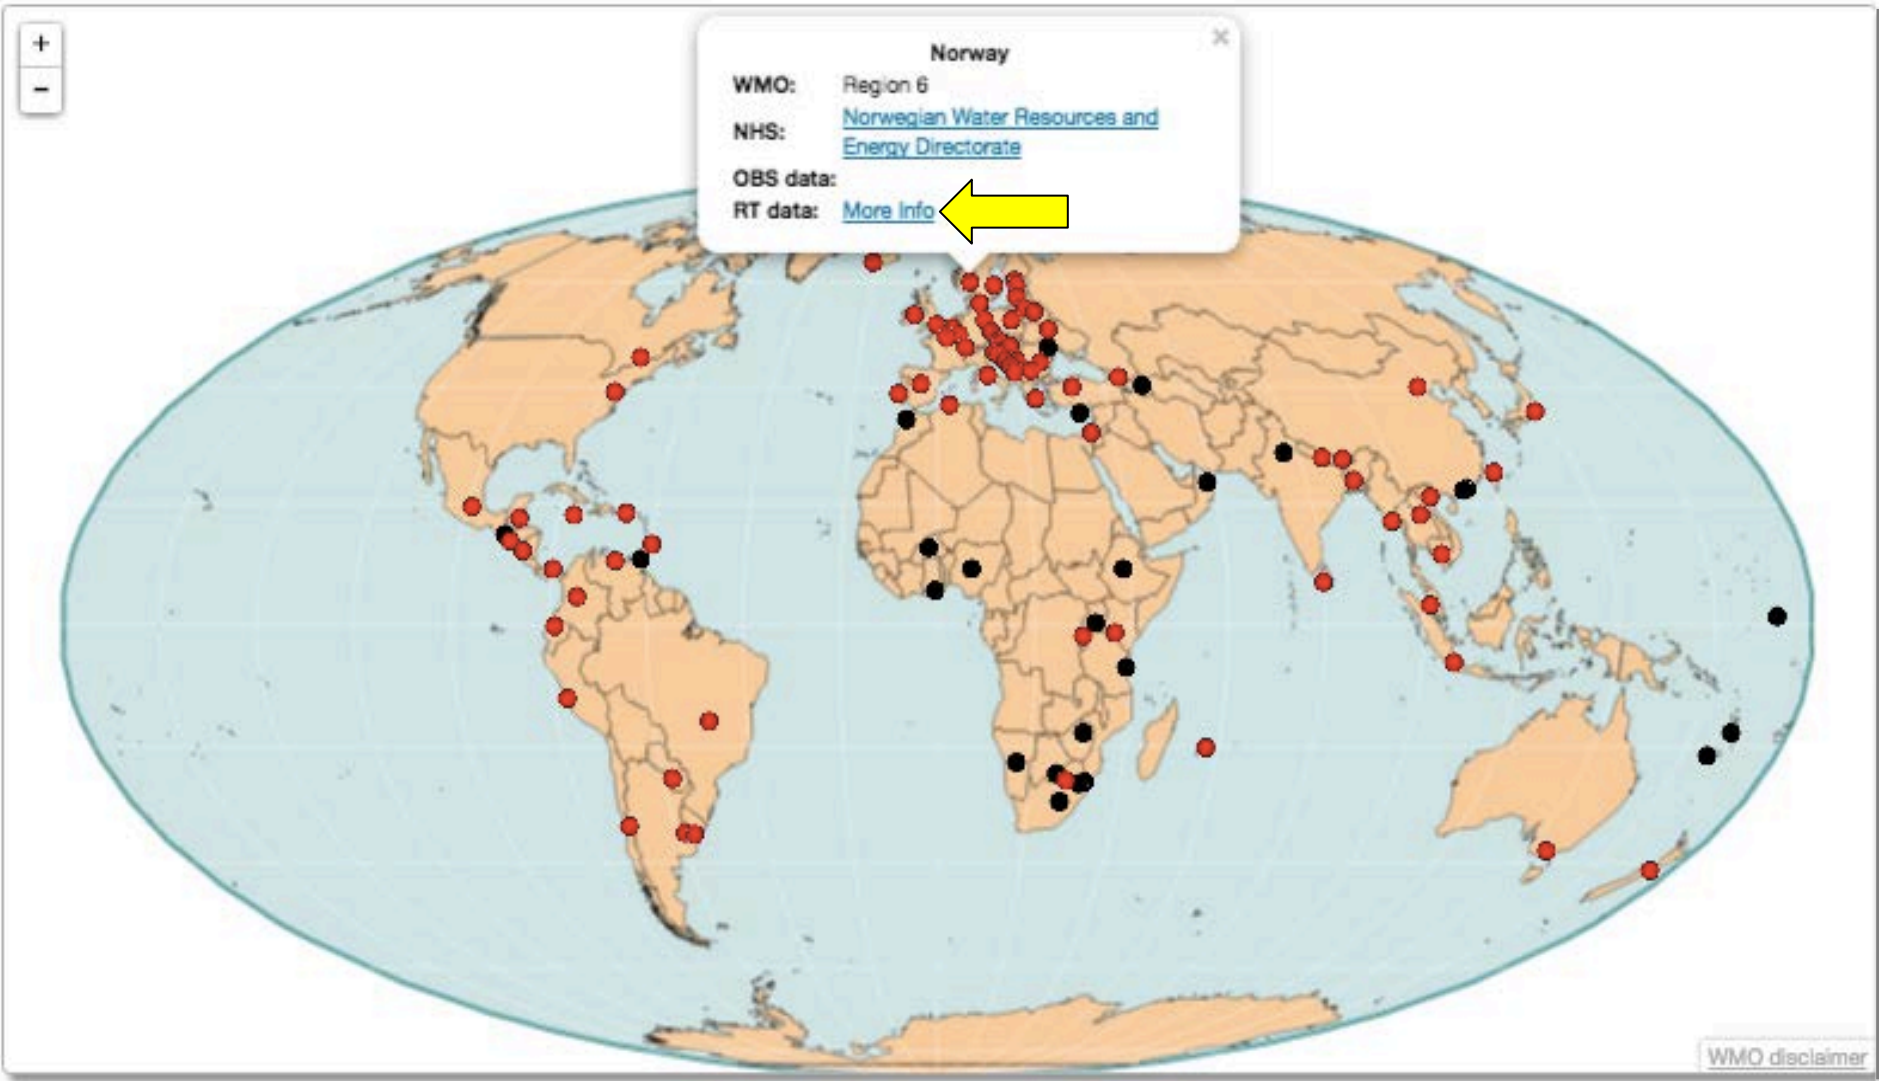 +
−
×
Norway
WMO: Region 6
NHS: Norwegian Water Resources and
Energy Directorate
OBS data:
RT data: More Info
WMO disclaimer